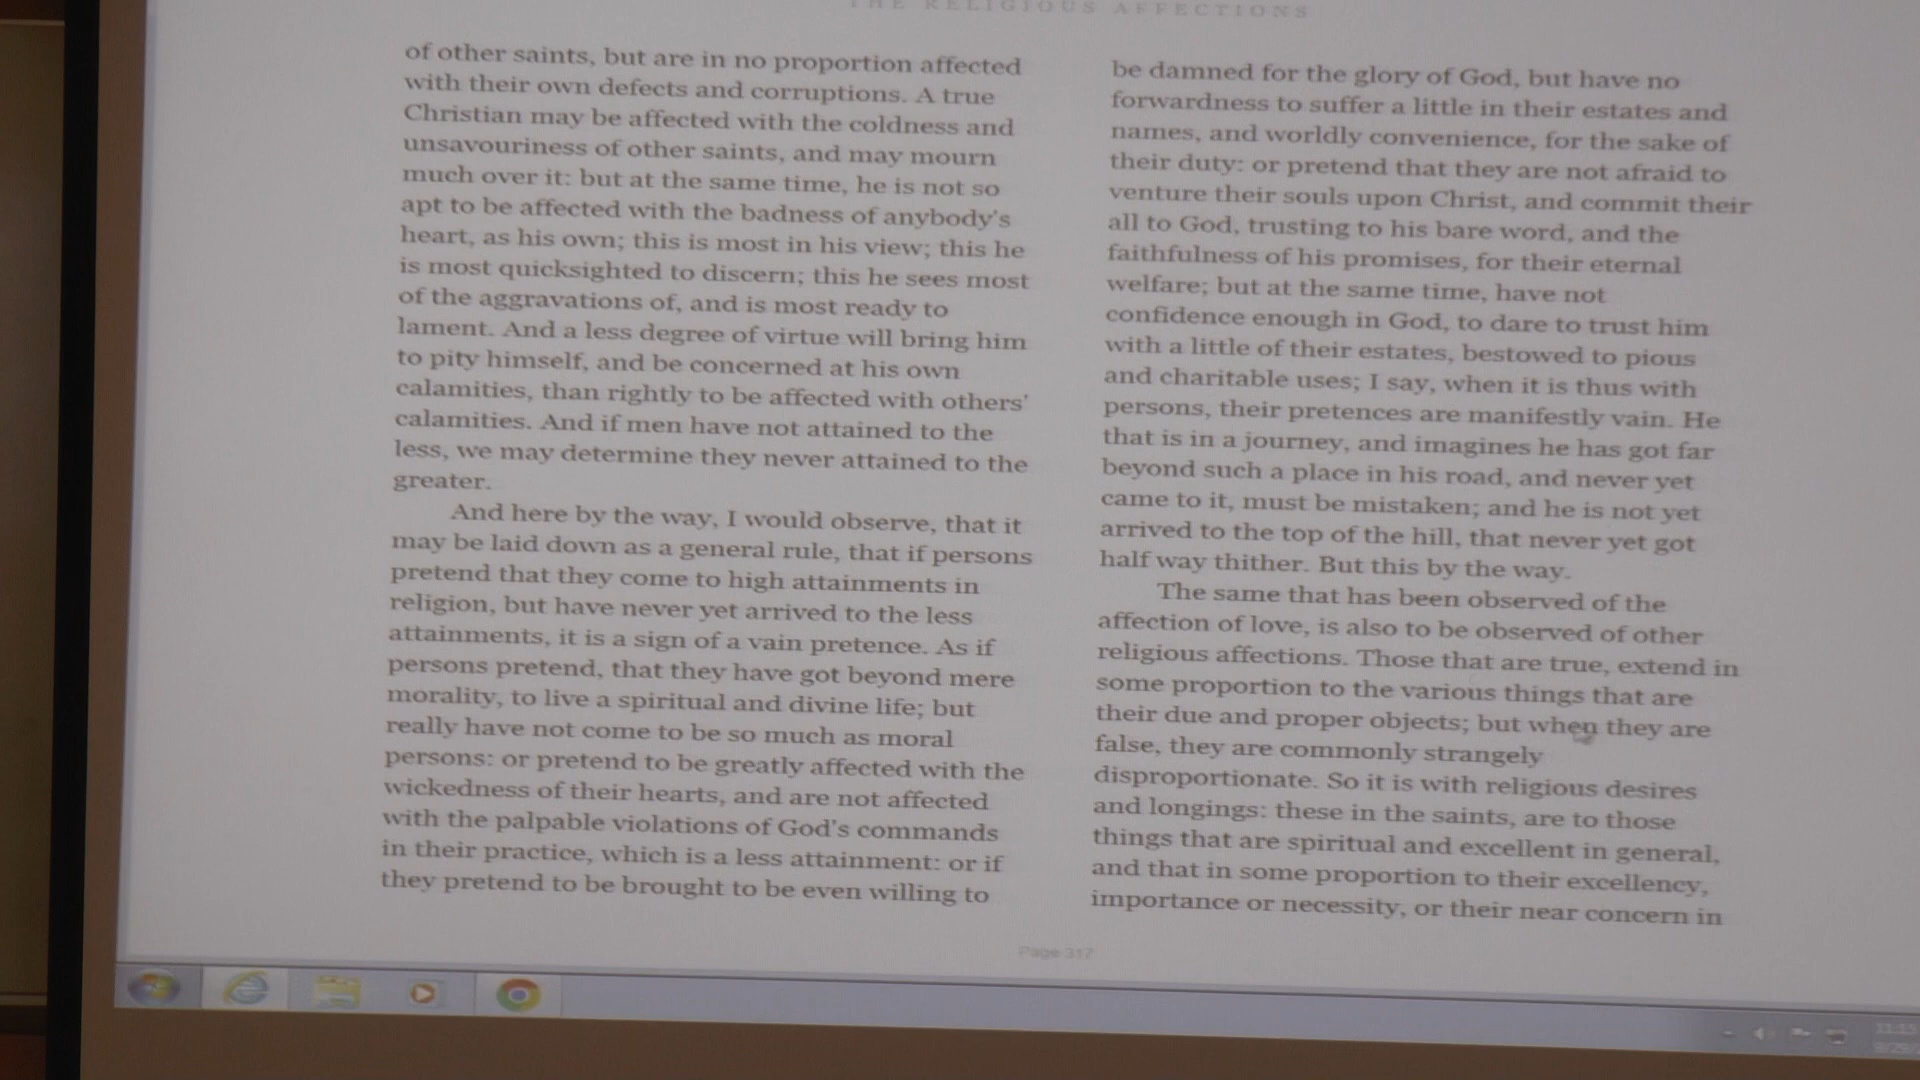 THE RELIGIOUS AFFECTIONS
of other saints, but are in no proportion affected
with their own defects and corruptions. A true
Christian may be affected with the coldness and
unsavouriness of other saints, and may mourn
much over it: but at the same time, he is not so
apt to be affected with the badness of anybody's
heart, as his own; this is most in his view; this he
is most quicksighted to discern; this he sees most
of the aggravations of, and is most ready to
lament. And a less degree of virtue will bring him
to pity himself, and be concerned at his own
calamities, than rightly to be affected with others'
calamities. And if men have not attained to the
less, we may determine they never attained to the
greater.
And here by the way, I would observe, that it
may be laid down as a general rule, that if persons
pretend that they come to high attainments in
religion, but have never yet arrived to the less
attainments, it is a sign of a vain pretence. As if
persons pretend, that they have got beyond mere
morality, to live a spiritual and divine life; but
really have not come to be so much as moral
persons: or pretend to be greatly affected with the
wickedness of their hearts, and are not affected
with the palpable violations of God's commands
in their practice, which is a less attainment: or if
they pretend to be brought to be even willing to
be damned for the glory of God, but have no
forwardness to suffer a little in their estates and
names, and worldly convenience, for the sake of
their duty: or pretend that they are not afraid to
venture their souls upon Christ, and commit their
all to God, trusting to his bare word, and the
faithfulness of his promises, for their eternal
welfare; but at the same time, have not
confidence enough in God, to dare to trust him
with a little of their estates, bestowed to pious
and charitable uses; I say, when it is thus with
persons, their pretences are manifestly vain. He
that is in a journey, and imagines he has got far
beyond such a place in his road, and never yet
came to it, must be mistaken; and he is not yet
arrived to the top of the hill, that never yet got
half way thither. But this by the way.
The same that has been observed of the
affection of love, is also to be observed of other
religious affections. Those that are true, extend in
some proportion to the various things that are
their due and proper objects; but when they are
false, they are commonly strangely
disproportionate. So it is with religious desires
and longings: these in the saints, are to those
things that are spiritual and excellent in general,
and that in some proportion to their excellency,
importance or necessity, or their near concern in
Page 317